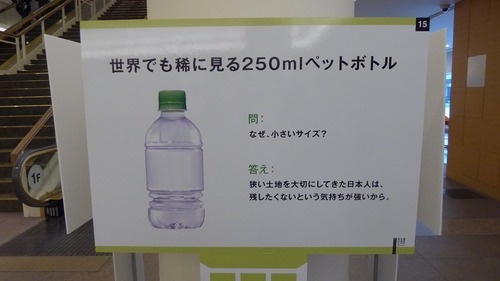 15
世界でも稀に見る250mlペットボトル
問：
なぜ、小さいサイズ？
答え：
狭い土地を大切にしてきた日本人は、
残したくないという気持ちが強いから。
1F